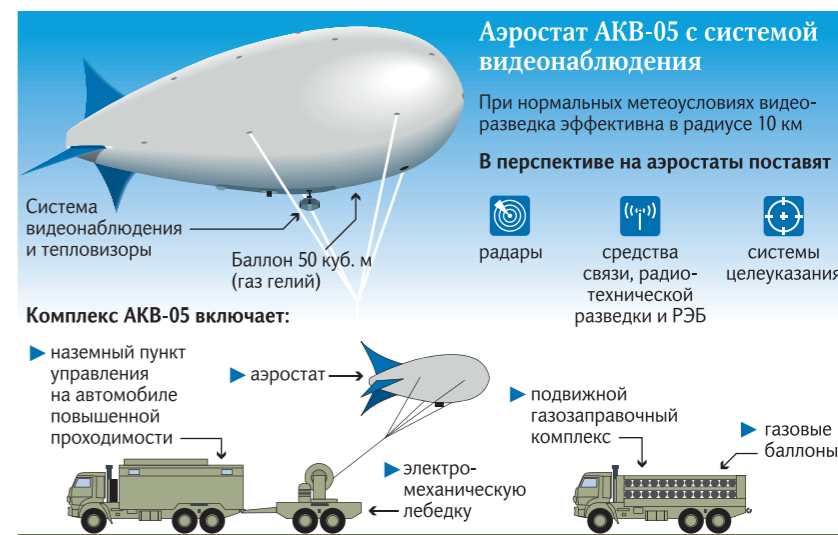 Аэростат АКВ-05 с системой
видеонаблюдения
При нормальных метеоусловиях видео-
разведка эффективна в радиусе 10 км
В перспективе на аэростаты поставят
радары
средства
связи, радио-
технической
разведки и РЭБ
системы
целеуказания
Система
видеонаблюдения
и тепловизоры
Баллон 50 куб. м
(газ гелий)
Комплекс АКВ-05 включает:
наземный пункт
управления
на автомобиле
повышенной
проходимости
аэростат
электро-
механическую
лебедку
подвижной
газозаправочный
комплекс
газовые
баллоны